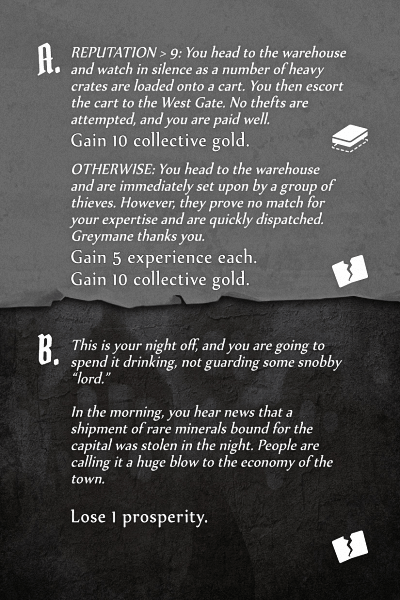 A.
REPUTATION > 9: You head to the warehouse
and watch in silence as a number of heavy
crates are loaded onto a cart. You then escort
the cart to the West Gate. No thefts are
attempted, and you are paid well.
Gain 10 collective gold.
OTHERWISE: You head to the warehouse
and are immediately set upon by a group of
thieves. However, they prove no match for
your expertise and are quickly dispatched.
Greymane thanks you.
Gain 5 experience each.
Gain 10 collective gold.
B.
This is your night off, and you are going to
spend it drinking, not guarding some snobby
“lord.”
In the morning, you hear news that a
shipment of rare minerals bound for the
capital was stolen in the night. People are
calling it a huge blow to the economy of the
town.
Lose 1 prosperity.